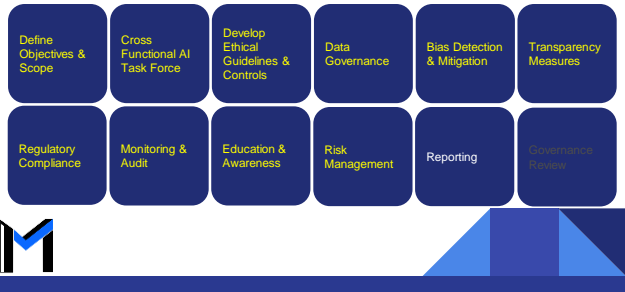 Define
Objectives &
Scope
Cross
Functional AI
Task Force
Develop
Ethical
Guidelines &
Controls
Data
Governance
Bias Detection
& Mitigation
Transparency
Measures
Regulatory
Compliance
Monitoring &
Audit
Education &
Awareness
Risk
Management
Reporting
Governance
Review